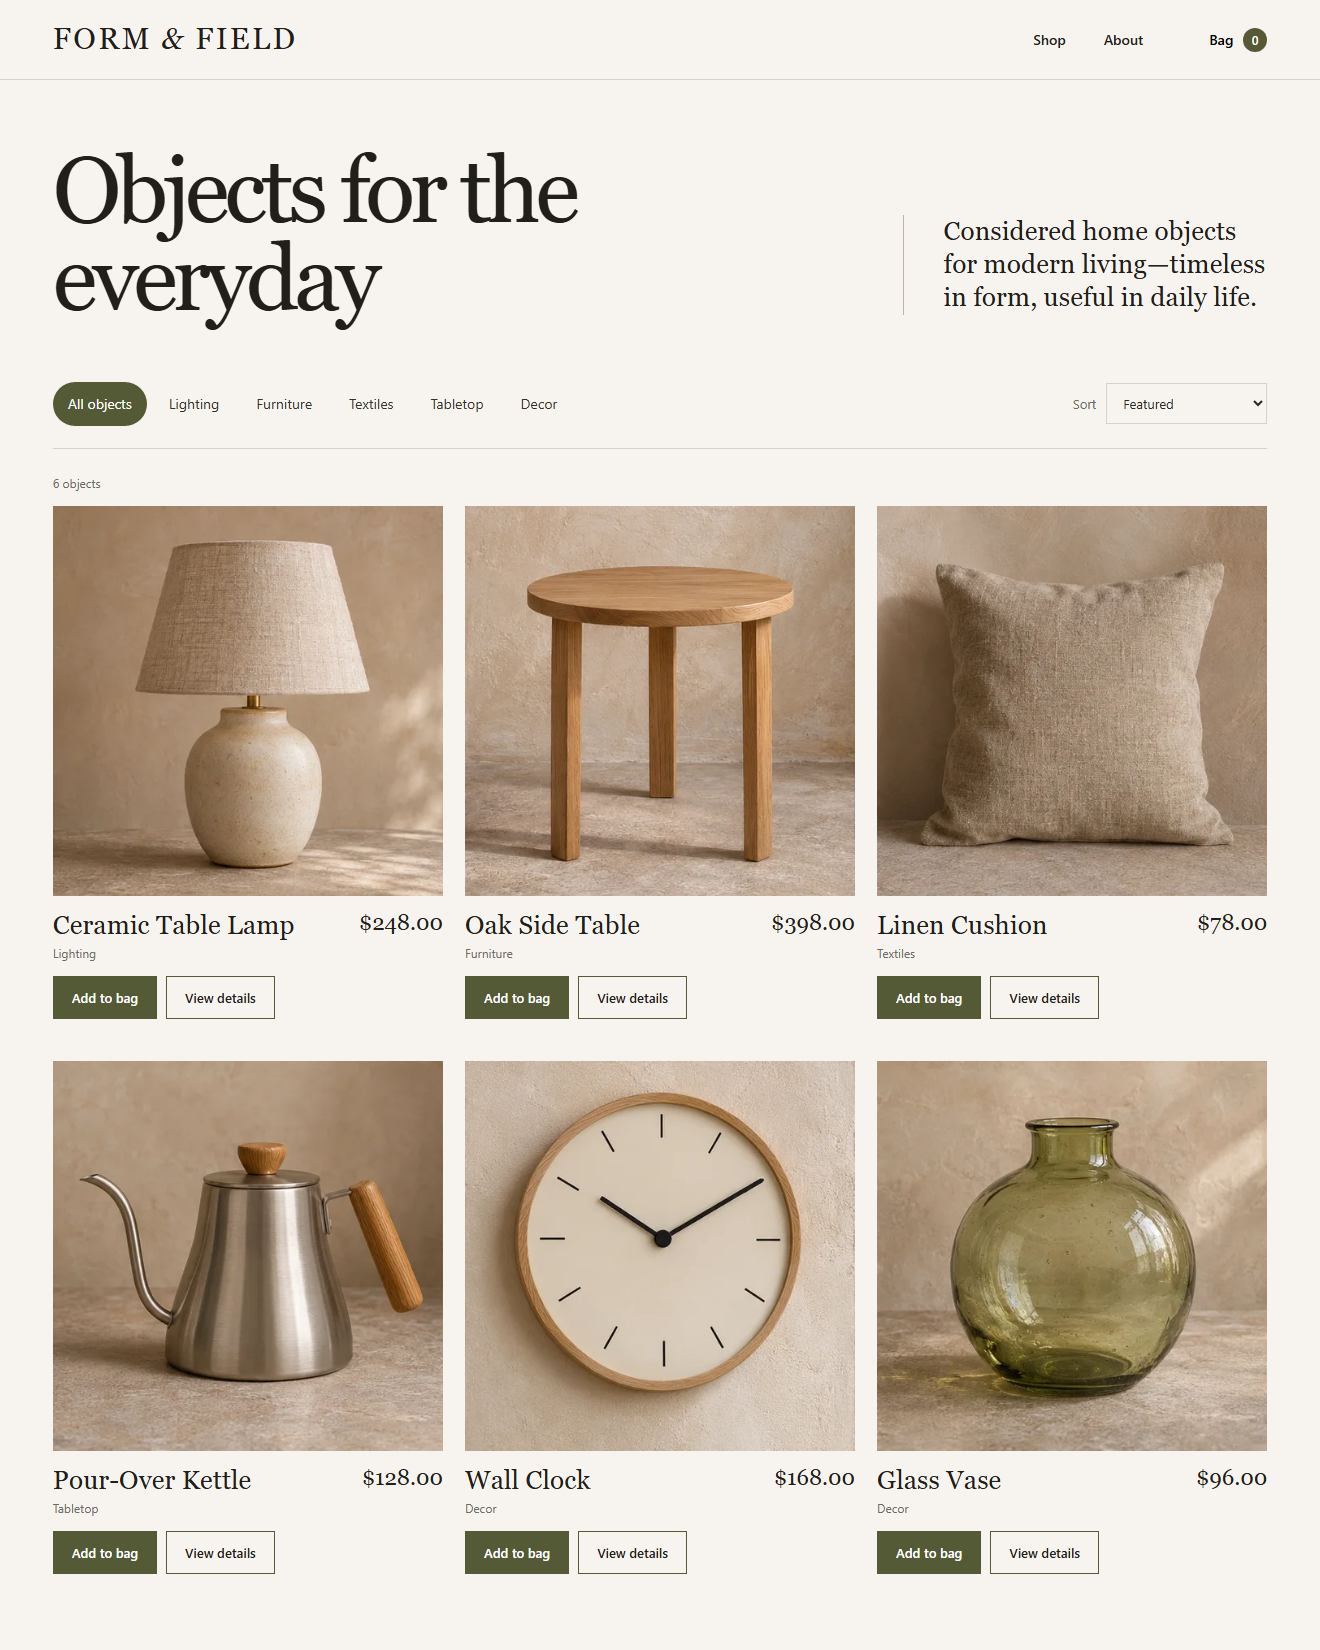 FORM & FIELD
Shop About Bag 0
Objects for the
everyday
Considered home objects
for modern living—timeless
in form, useful in daily life.
All objects Lighting Furniture Textiles Tabletop Decor Sort Featured
6 objects
Ceramic Table Lamp $248.00
Lighting
Add to bag View details
Oak Side Table $398.00
Furniture
Add to bag View details
Linen Cushion $78.00
Textiles
Add to bag View details
Pour-Over Kettle $128.00
Tabletop
Add to bag View details
Wall Clock $168.00
Decor
Add to bag View details
Glass Vase $96.00
Decor
Add to bag View details